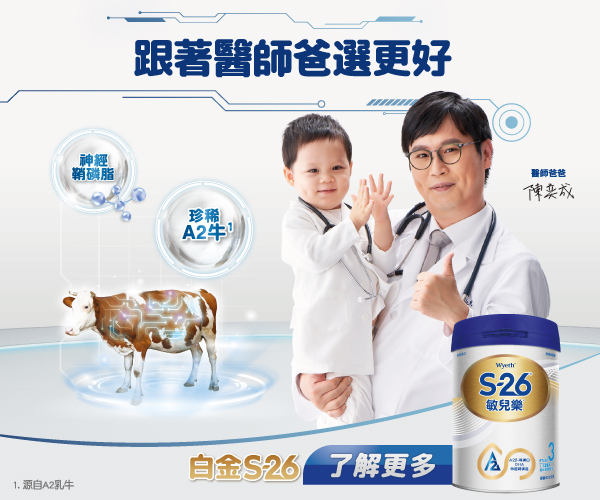 跟著醫師爸選更好
神經
鞘磷脂
珍稀
A2牛1
醫師爸爸
陳奕成
Wyeth
S-26
敏兒樂
A2
DHA
3
白金S-26
了解更多
1. 源自A2乳牛